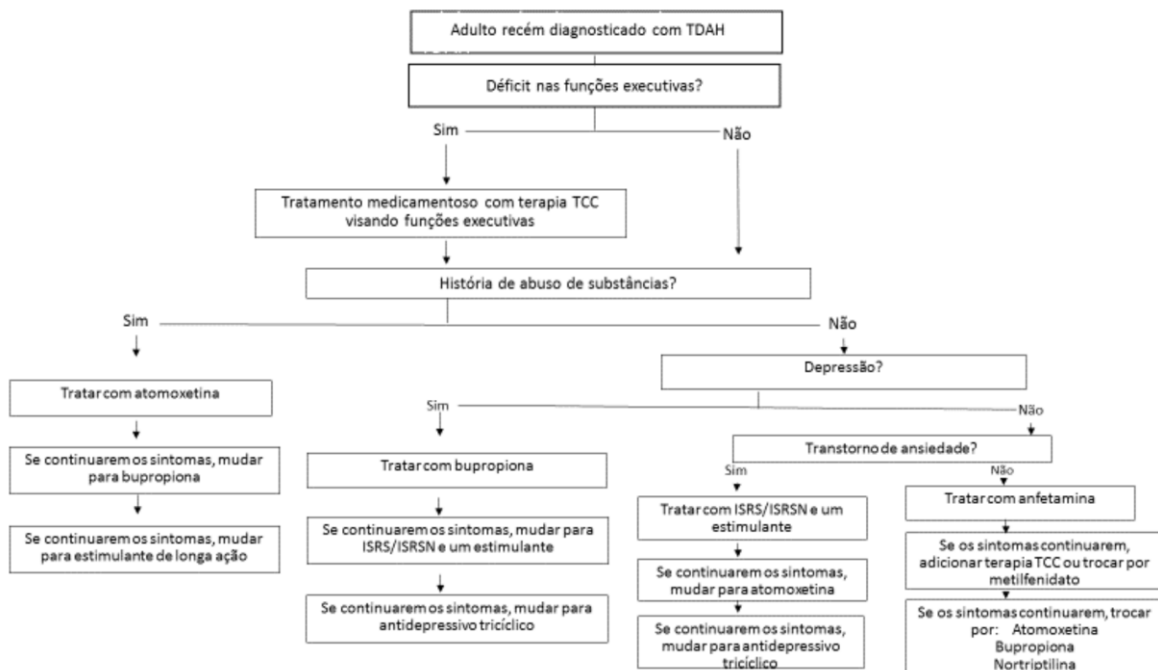 Adulto recém diagnosticado com TDAH
Déficit nas funções executivas?
Sim
Não
Tratamento medicamentoso com terapia TCC
visando funções executivas
História de abuso de substâncias?
Sim
Não
Depressão?
Tratar com atomoxetina
Sim
Não
Se continuarem os sintomas, mudar
para bupropiona
Tratar com bupropiona
Transtorno de ansiedade?
Sim
Não
Tratar com ISRS/ISRSN e um
estimulante
Tratar com anfetamina
Se continuarem os sintomas, mudar
para estimulante de longa ação
Se continuarem os sintomas, mudar para
ISRS/ISRSN e um estimulante
Se continuarem os sintomas,
mudar para atomoxetina
Se os sintomas continuarem,
adicionar terapia TCC ou trocar por
metilfenidato
Se continuarem os sintomas, mudar para
antidepressivo tricíclico
Se continuarem os sintomas,
mudar para antidepressivo
tricíclico
Se os sintomas continuarem, trocar
por: Atomoxetina
Bupropiona
Nortriptilina